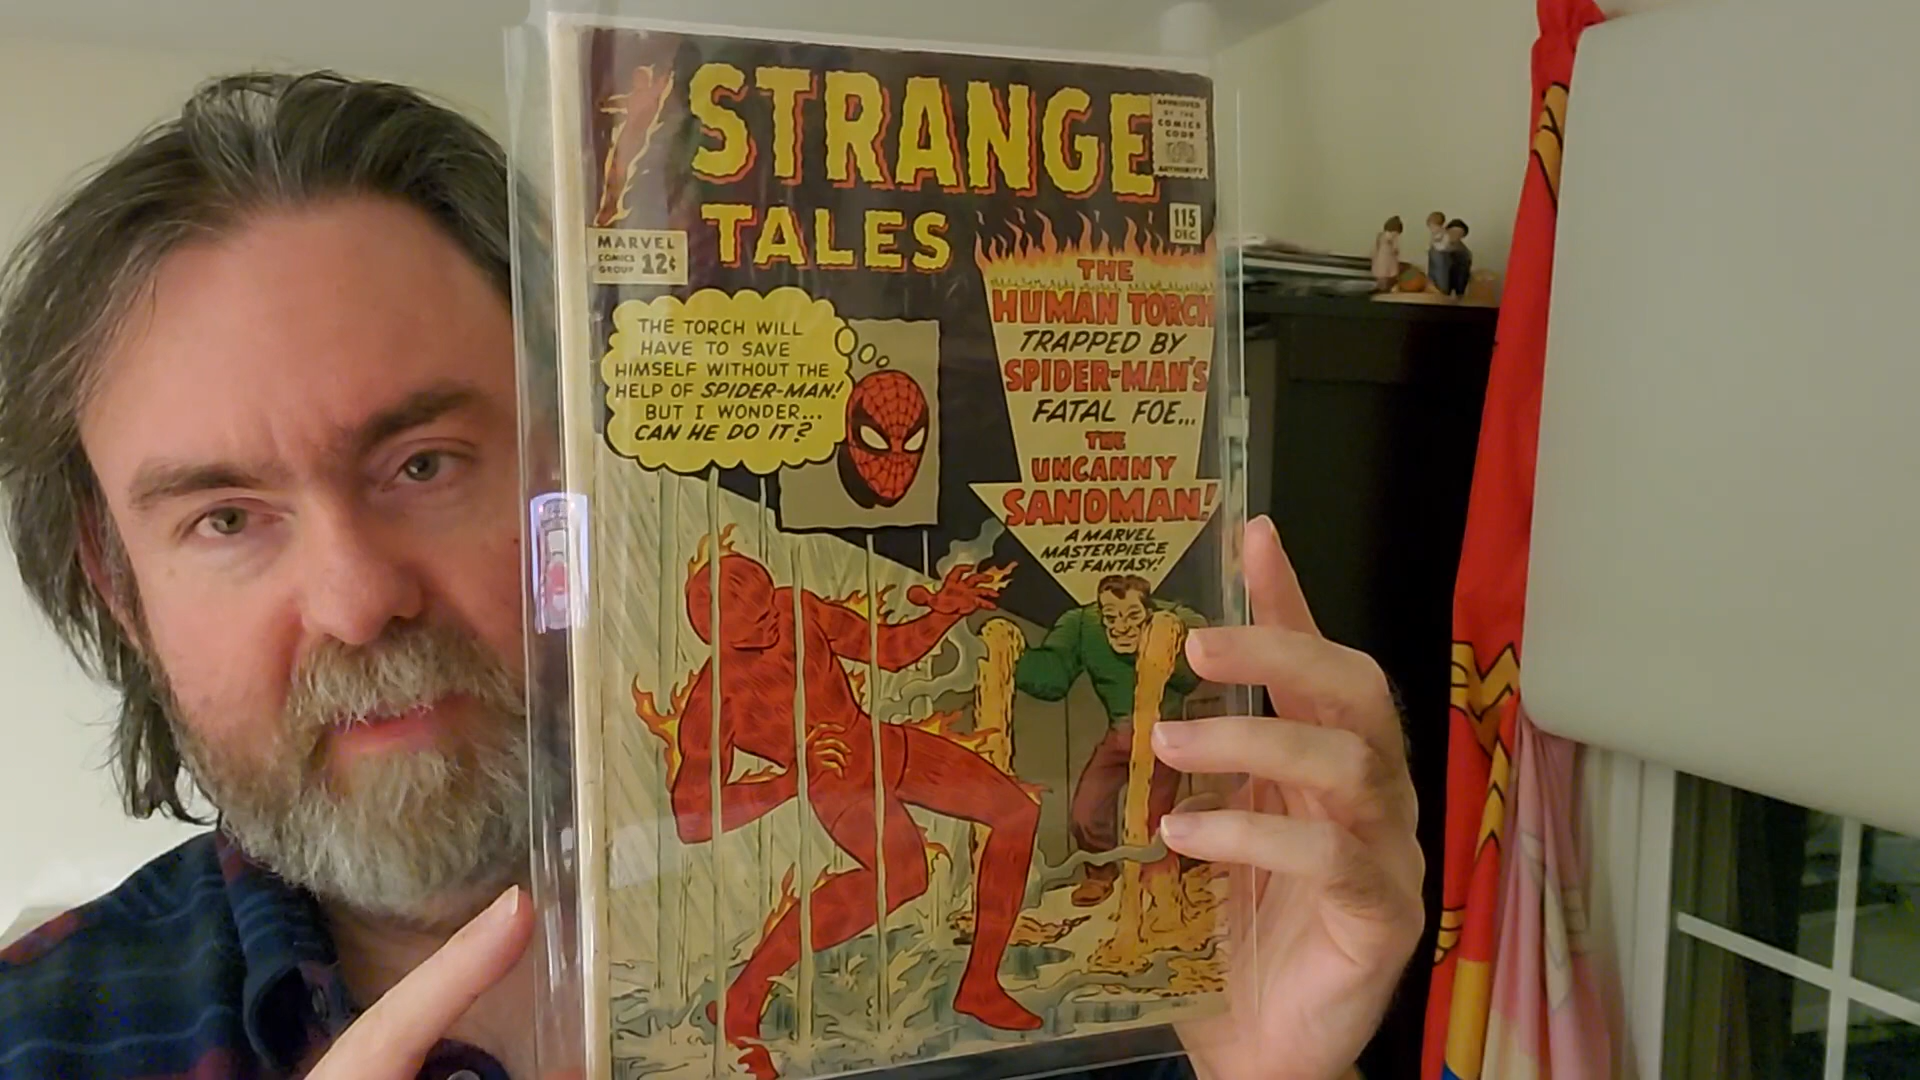 STRANGE
TALES
APPROVED
BY THE
COMICS
CODE
AUTHORITY
115
DEC
MARVEL
COMICS
GROUP
12¢
THE TORCH WILL
HAVE TO SAVE
HIMSELF WITHOUT THE
HELP OF SPIDER-MAN!
BUT I WONDER...
CAN HE DO IT?
THE
HUMAN TORCH
TRAPPED BY
SPIDER-MAN'S
FATAL FOE...
THE
UNCANNY
SANDMAN!
A MARVEL
MASTERPIECE
OF FANTASY!